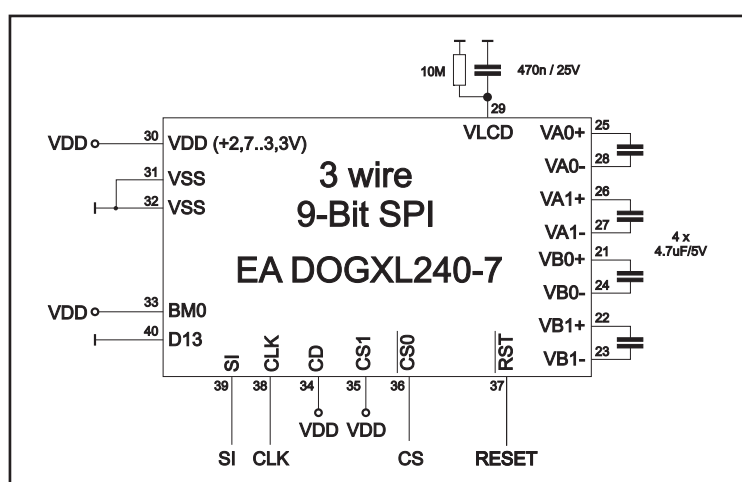 10M
470n / 25V
29
VLCD
VDD
30
VDD (+2,7..3,3V)
31
VSS
32
VSS
3 wire
9-Bit SPI
EA DOGXL240-7
VA0+
25
VA0-
28
VA1+
26
VA1-
27
VB0+
21
VB0-
24
VB1+
22
VB1-
23
4 x
4.7uF/5V
VDD
33
BM0
40
D13
SI
CLK
CD
CS1
CS0
RST
39
38
34
35
36
37
VDD
VDD
SI
CLK
CS
RESET